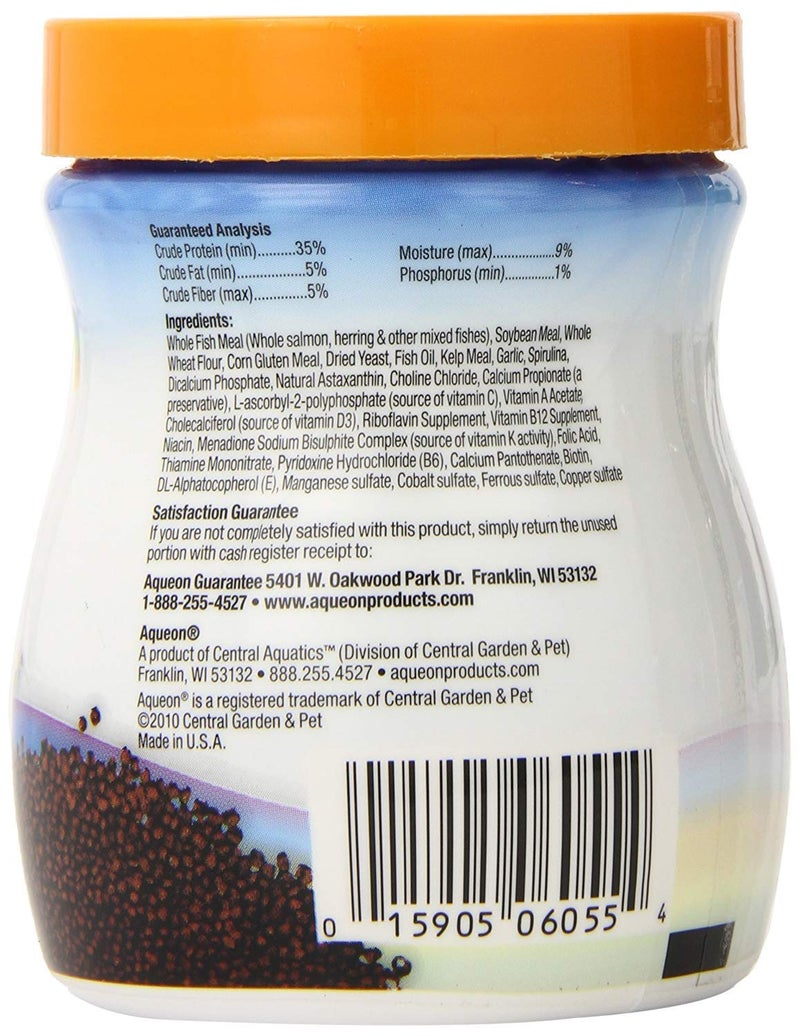 Guaranteed Analysis
Crude Protein (min)..........35%
Crude Fat (min)..................5%
Crude Fiber (max)..............5%
Moisture (max)................9%
Phosphorus (min).............1%
Ingredients:
Whole Fish Meal (Whole salmon, herring & other mixed fishes), Soybean Meal, Whole
Wheat Flour, Corn Gluten Meal, Dried Yeast, Fish Oil, Kelp Meal, Garlic, Spirulina,
Dicalcium Phosphate, Natural Astaxanthin, Choline Chloride, Calcium Propionate (a
preservative), L-ascorbyl-2-polyphosphate (source of vitamin C), Vitamin A Acetate,
Cholecalciferol (source of vitamin D3), Riboflavin Supplement, Vitamin B12 Supplement,
Niacin, Menadione Sodium Bisulphite Complex (source of vitamin K activity), Folic Acid,
Thiamine Mononitrate, Pyridoxine Hydrochloride (B6), Calcium Pantothenate, Biotin,
DL-Alphatocopherol (E), Manganese sulfate, Cobalt sulfate, Ferrous sulfate, Copper sulfate
Satisfaction Guarantee
If you are not completely satisfied with this product, simply return the unused
portion with cash register receipt to:
Aqueon Guarantee 5401 W. Oakwood Park Dr. Franklin, WI 53132
1-888-255-4527 • www.aqueonproducts.com
Aqueon®
A product of Central Aquatics™ (Division of Central Garden & Pet)
Franklin, WI 53132 • 888.255.4527 • aqueonproducts.com
Aqueon® is a registered trademark of Central Garden & Pet
©2010 Central Garden & Pet
Made in U.S.A.
0 15905 06055 4